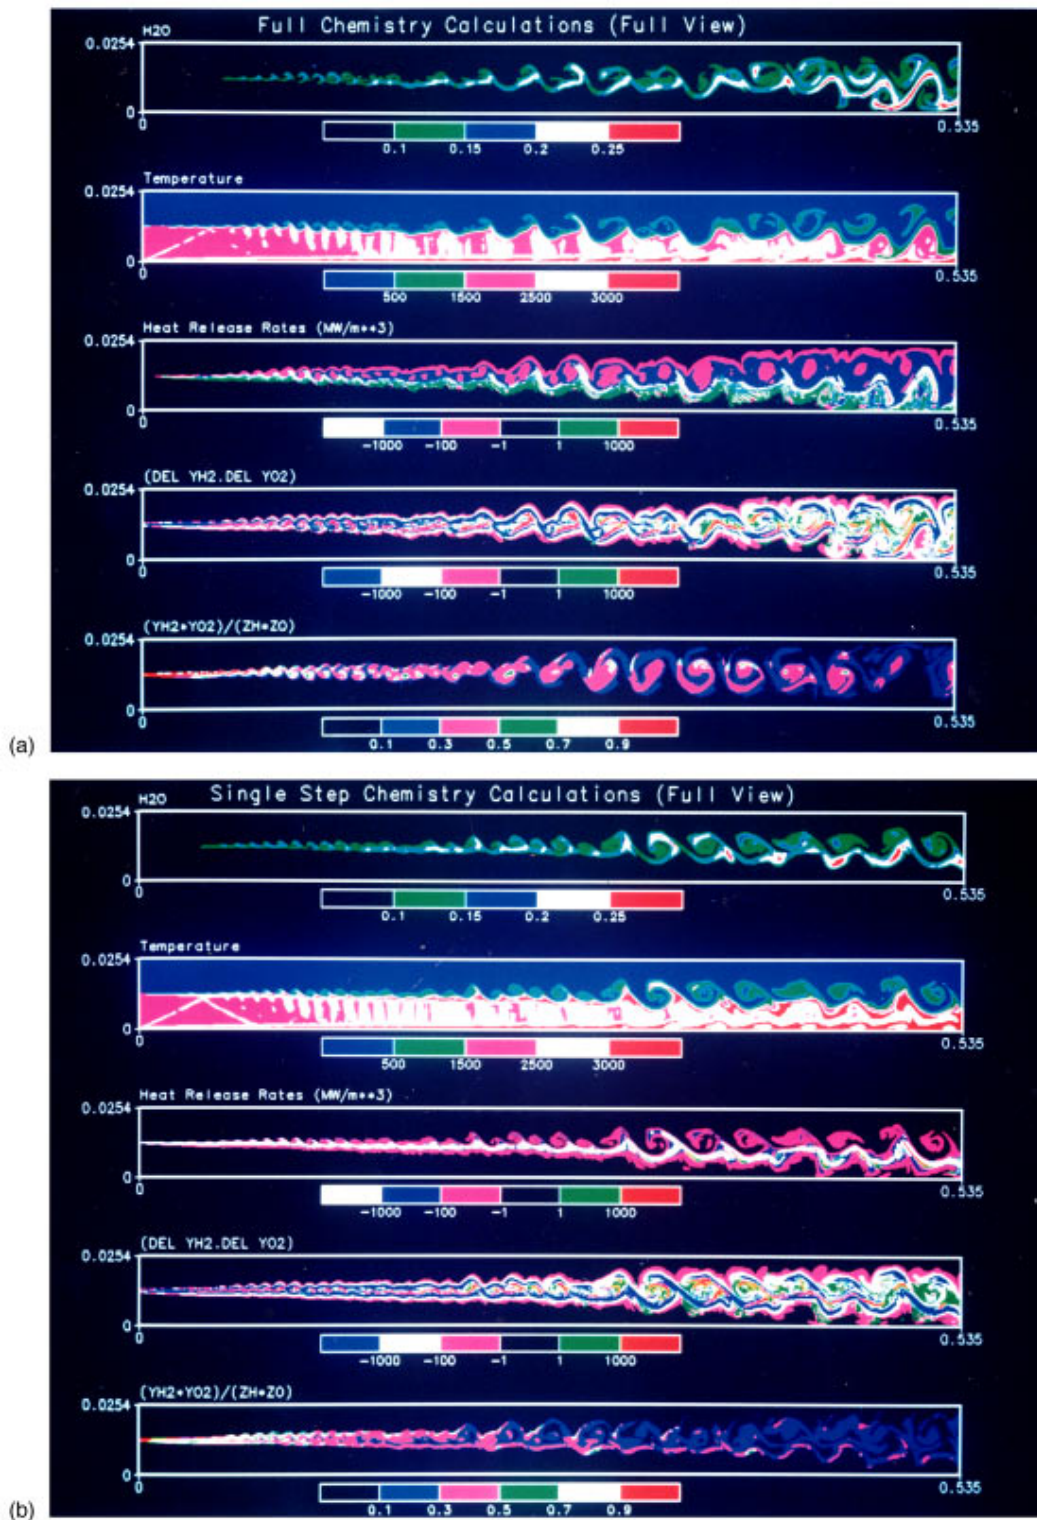 Full Chemistry Calculations (Full View)
H2O
0.0254
0
0 0.535
0.1 0.15 0.2 0.25
Temperature
0.0254
0
0 0.535
500 1500 2500 3000
Heat Release Rates (MW/m**3)
0.0254
0
0 0.535
-1000 -100 -1 1 1000
(DEL YH2.DEL YO2)
0.0254
0
0 0.535
-1000 -100 -1 1 1000
(YH2*YO2)/(ZH*ZO)
0.0254
0
0 0.535
0.1 0.3 0.5 0.7 0.9
(a)
Single Step Chemistry Calculations (Full View)
H2O
0.0254
0
0 0.535
0.1 0.15 0.2 0.25
Temperature
0.0254
0
0 0.535
500 1500 2500 3000
Heat Release Rates (MW/m**3)
0.0254
0
0 0.535
-1000 -100 -1 1 1000
(DEL YH2.DEL YO2)
0.0254
0
0 0.535
-1000 -100 -1 1 1000
(YH2*YO2)/(ZH*ZO)
0.0254
0
0 0.535
0.1 0.3 0.5 0.7 0.9
(b)